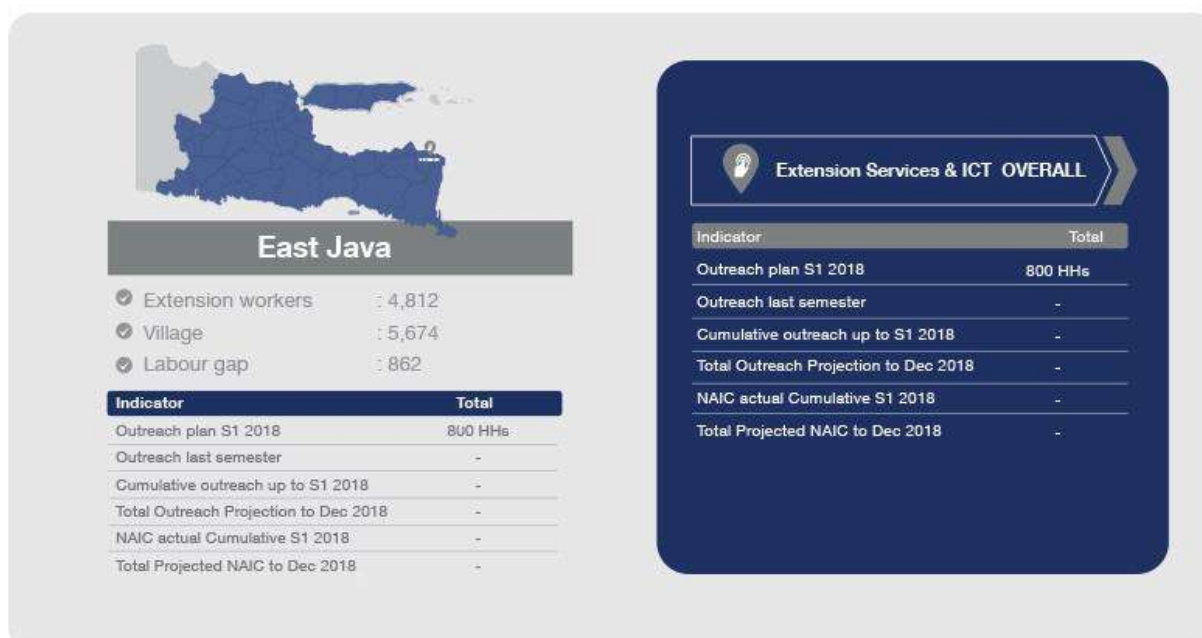 East Java
Extension workers : 4,812
Village : 5,674
Labour gap : 862
Indicator Total
Outreach plan S1 2018 800 HHs
Outreach last semester -
Cumulative outreach up to S1 2018 -
Total Outreach Projection to Dec 2018 -
NAIC actual Cumulative S1 2018 -
Total Projected NAIC to Dec 2018 -
Extension Services & ICT OVERALL
Indicator Total
Outreach plan S1 2018 800 HHs
Outreach last semester -
Cumulative outreach up to S1 2018 -
Total Outreach Projection to Dec 2018 -
NAIC actual Cumulative S1 2018 -
Total Projected NAIC to Dec 2018 -